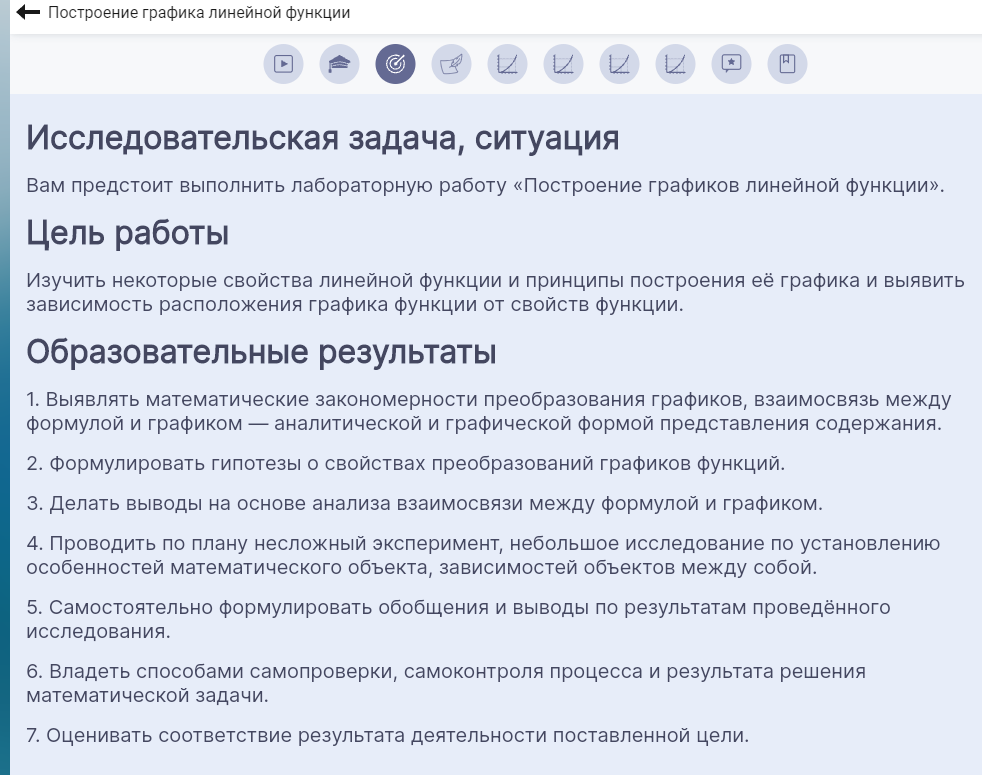 Построение графика линейной функции
Исследовательская задача, ситуация
Вам предстоит выполнить лабораторную работу «Построение графиков линейной функции».
Цель работы
Изучить некоторые свойства линейной функции и принципы построения её графика и выявить
зависимость расположения графика функции от свойств функции.
Образовательные результаты
1. Выявлять математические закономерности преобразования графиков, взаимосвязь между
формулой и графиком — аналитической и графической формой представления содержания.
2. Формулировать гипотезы о свойствах преобразований графиков функций.
3. Делать выводы на основе анализа взаимосвязи между формулой и графиком.
4. Проводить по плану несложный эксперимент, небольшое исследование по установлению
особенностей математического объекта, зависимостей объектов между собой.
5. Самостоятельно формулировать обобщения и выводы по результатам проведённого
исследования.
6. Владеть способами самопроверки, самоконтроля процесса и результата решения
математической задачи.
7. Оценивать соответствие результата деятельности поставленной цели.